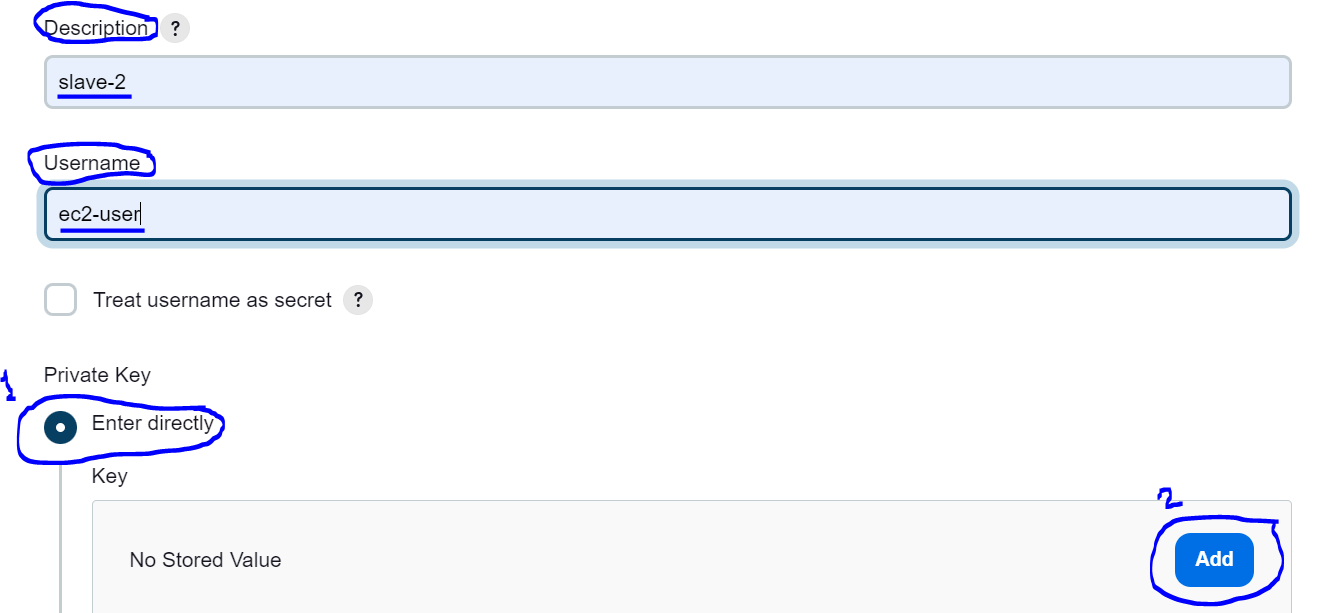 Description ?
slave-2
Username
ec2-user
Treat username as secret ?
Private Key
1
Enter directly
Key
2
No Stored Value
Add